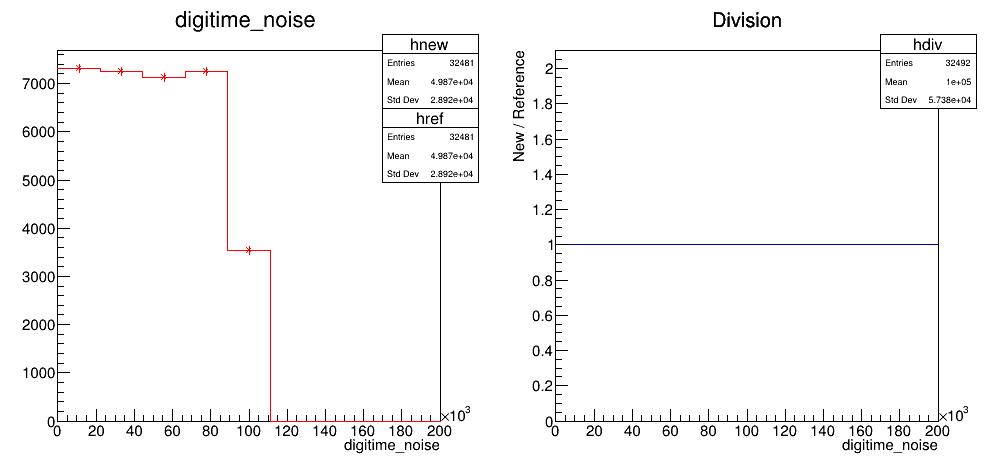 digitime_noise
hnew
Entries 32481
Mean 4.987e+04
Std Dev 2.892e+04
href
Entries 32481
Mean 4.987e+04
Std Dev 2.892e+04
7000
6000
5000
4000
3000
2000
1000
0
0 20 40 60 80 100 120 140 160 180 200
×10³
digitime_noise
Division
hdiv
Entries 32492
Mean 1e+05
Std Dev 5.738e+04
New / Reference
2
1.8
1.6
1.4
1.2
1
0.8
0.6
0.4
0.2
0
0 20 40 60 80 100 120 140 160 180 200
×10³
digitime_noise